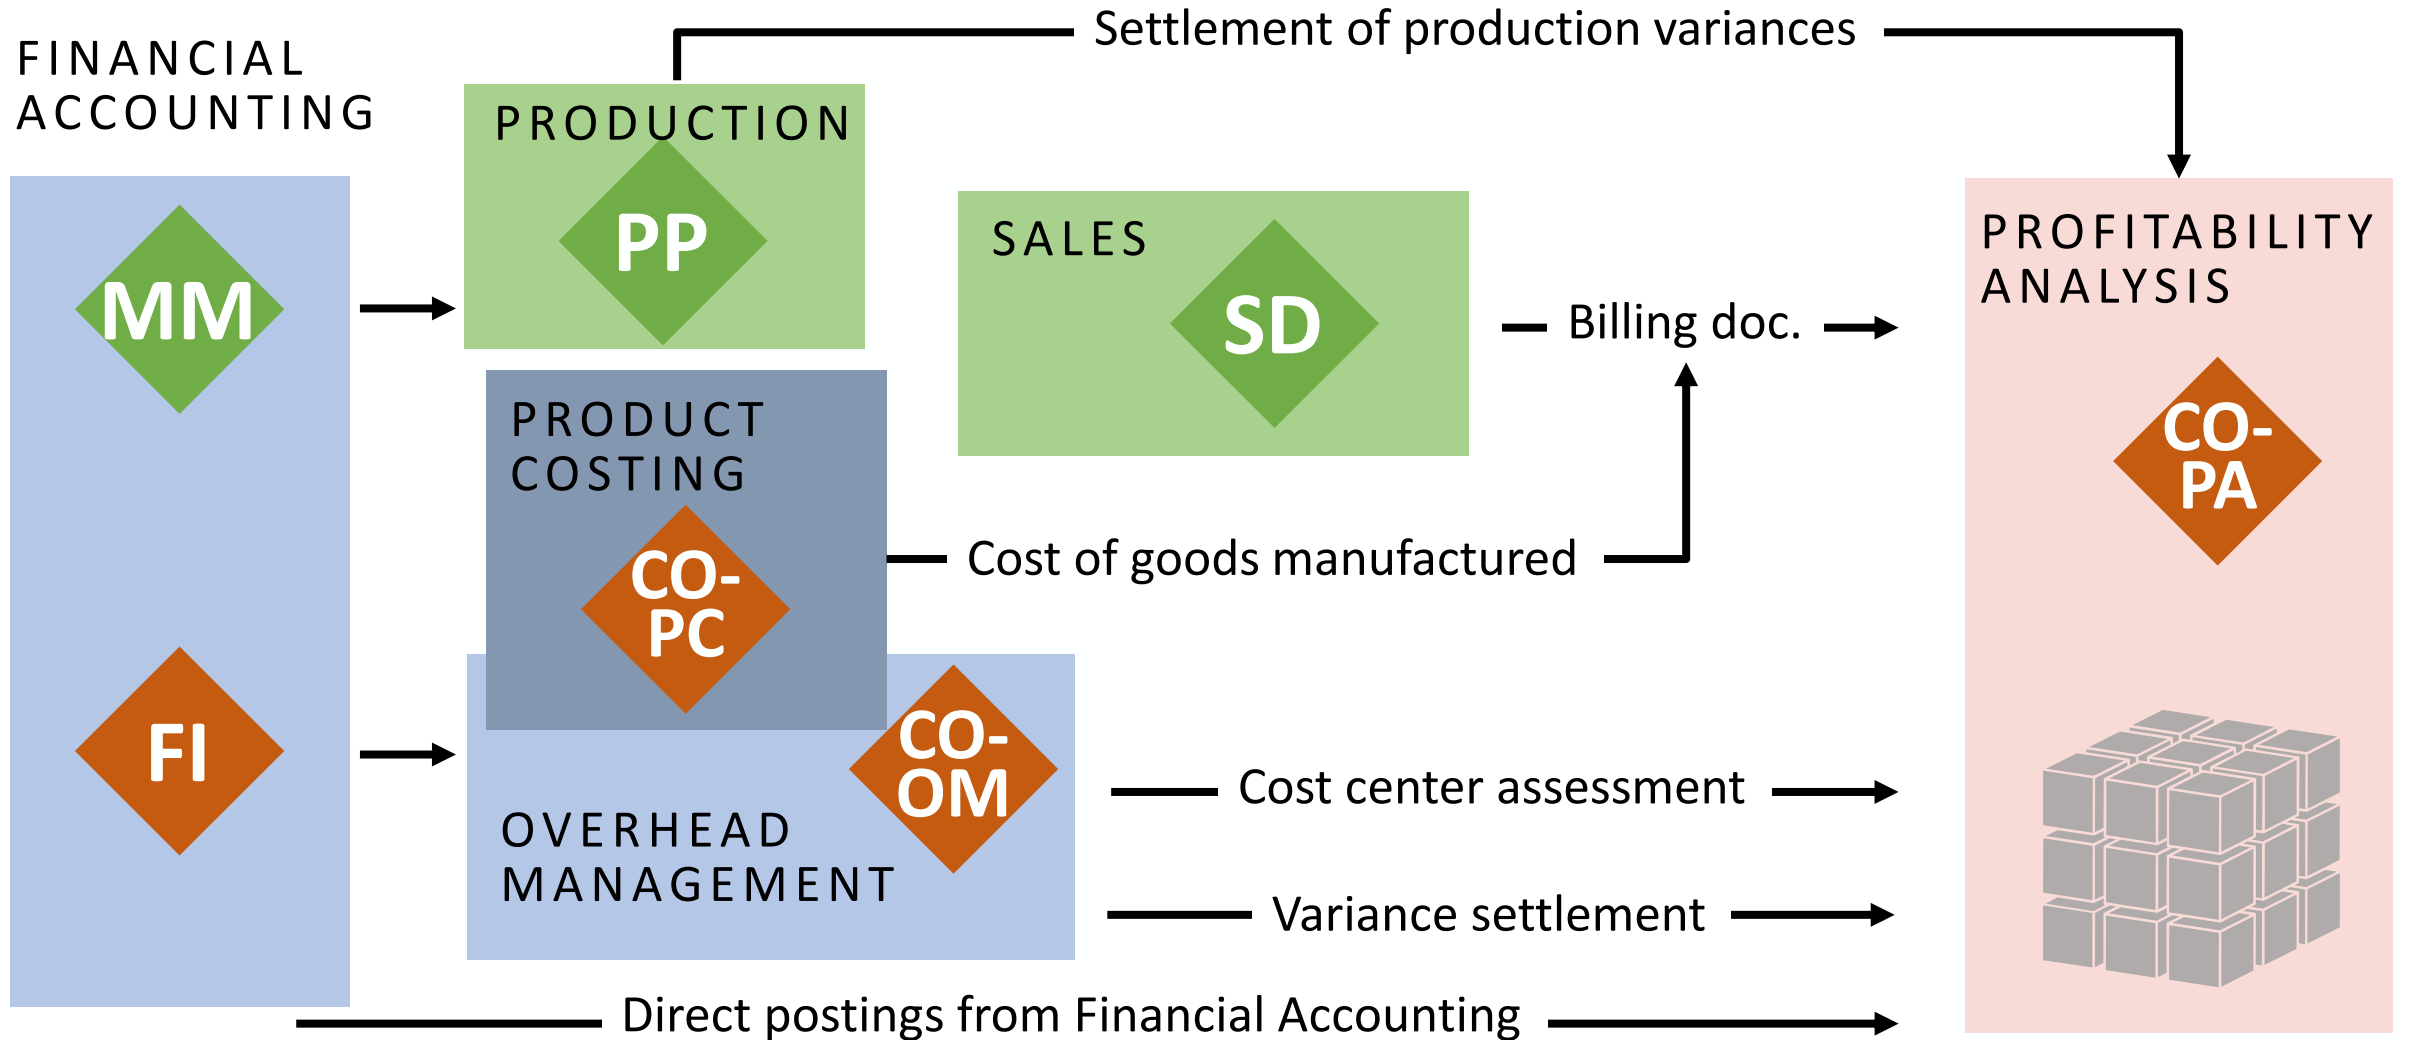 FINANCIAL
ACCOUNTING
MM
FI
PRODUCTION
PP
PRODUCT
COSTING
CO-
PC
CO-
OM
OVERHEAD
MANAGEMENT
SALES
SD
Settlement of production variances
Billing doc.
Cost of goods manufactured
Cost center assessment
Variance settlement
Direct postings from Financial Accounting
PROFITABILITY
ANALYSIS
CO-
PA